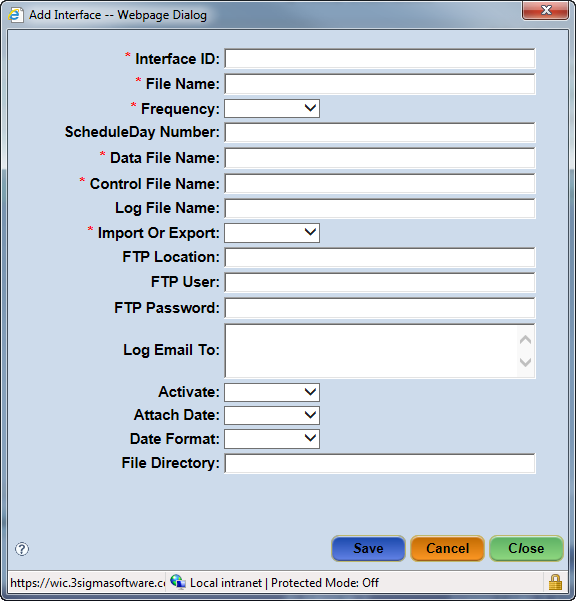 Add Interface -- Webpage Dialog
* Interface ID:
* File Name:
* Frequency:
ScheduleDay Number:
* Data File Name:
* Control File Name:
Log File Name:
* Import Or Export:
FTP Location:
FTP User:
FTP Password:
Log Email To:
Activate:
Attach Date:
Date Format:
File Directory:
? Save Cancel Close
https://wic.3sigmasoftware.c Local intranet | Protected Mode: Off